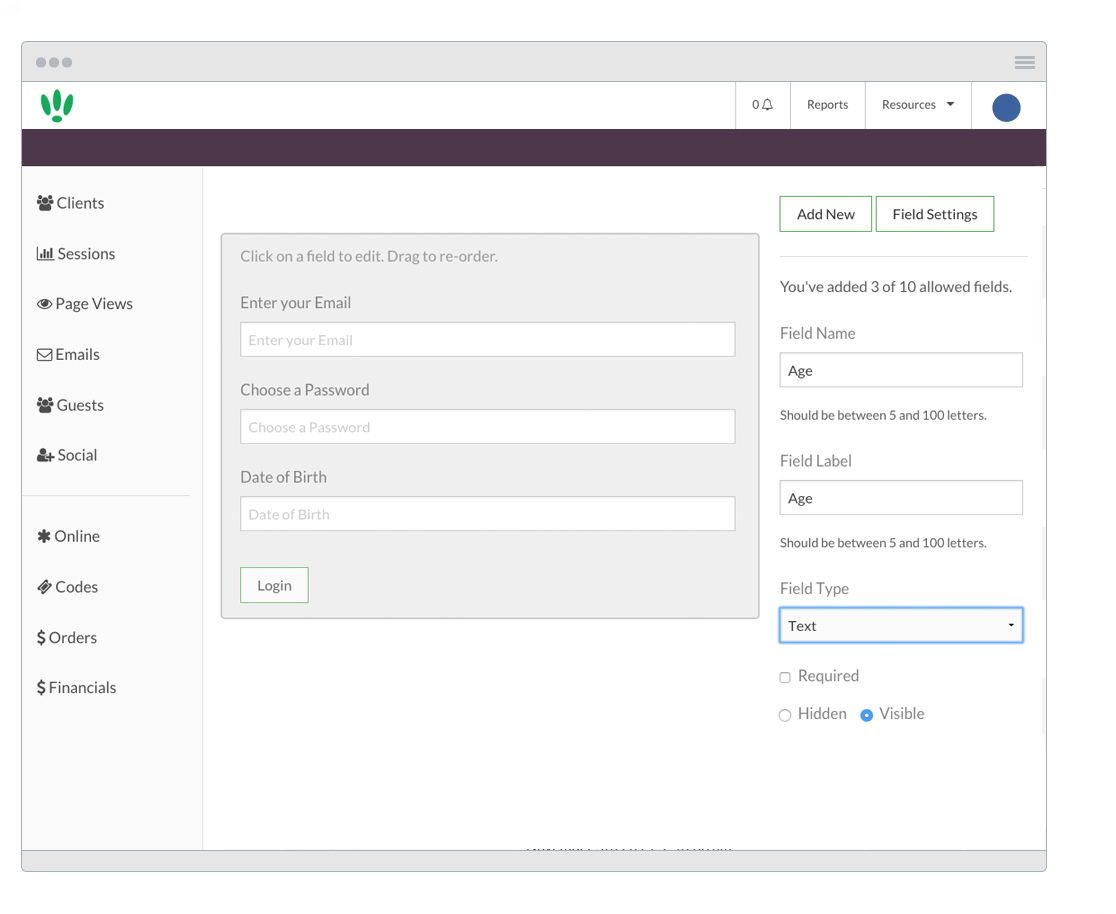 0
Reports
Resources
Clients
Sessions
Page Views
Emails
Guests
Social
Online
Codes
$ Orders
$ Financials
Click on a field to edit. Drag to re-order.
Enter your Email
Enter your Email
Choose a Password
Choose a Password
Date of Birth
Date of Birth
Login
Add New
Field Settings
You've added 3 of 10 allowed fields.
Field Name
Age
Should be between 5 and 100 letters.
Field Label
Age
Should be between 5 and 100 letters.
Field Type
Text
Required
Hidden
Visible